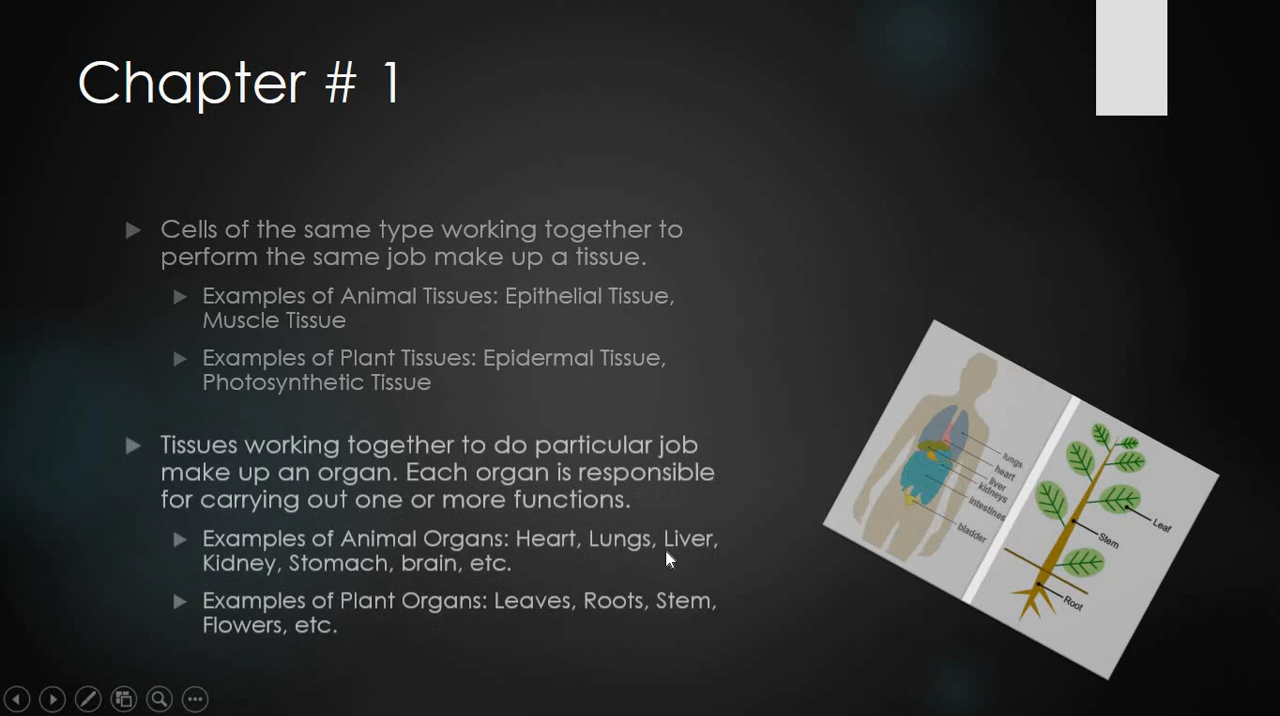 Chapter # 1
Cells of the same type working together to
perform the same job make up a tissue.
Examples of Animal Tissues: Epithelial Tissue,
Muscle Tissue
Examples of Plant Tissues: Epidermal Tissue,
Photosynthetic Tissue
Tissues working together to do particular job
make up an organ. Each organ is responsible
for carrying out one or more functions.
Examples of Animal Organs: Heart, Lungs, Liver,
Kidney, Stomach, brain, etc.
Examples of Plant Organs: Leaves, Roots, Stem,
Flowers, etc.
lungs
heart
liver
kidneys
intestines
bladder
Leaf
Stem
Root